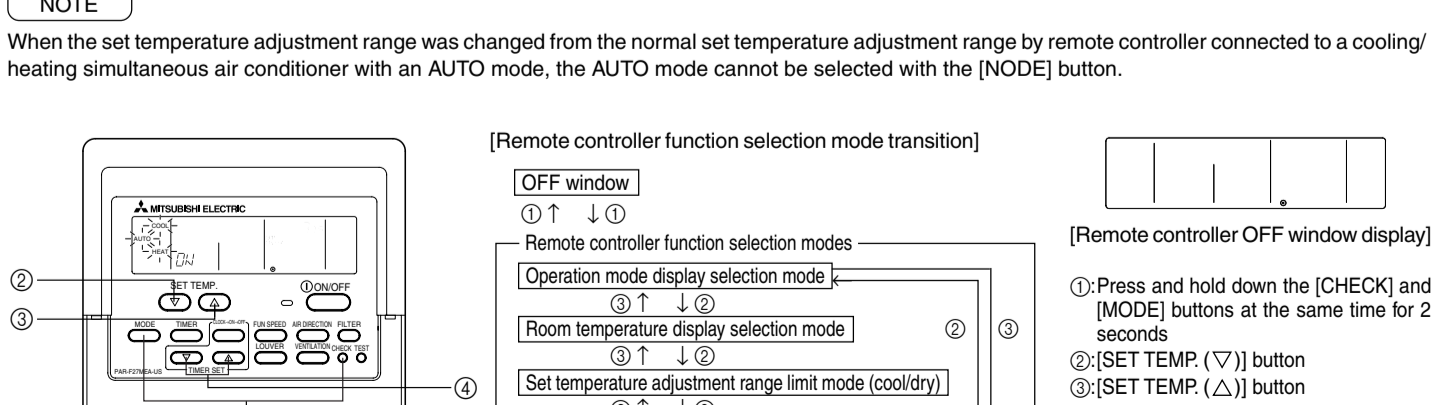 NOTE
When the set temperature adjustment range was changed from the normal set temperature adjustment range by remote controller connected to a cooling/
heating simultaneous air conditioner with an AUTO mode, the AUTO mode cannot be selected with the [NODE] button.
MITSUBISHI ELECTRIC
COOL
AUTO
HEAT
ON
②
SET TEMP.
ON/OFF
③
MODE TIMER CLOCK→ON→OFF FUN SPEED AIR DIRECTION FILTER
LOUVER VENTILATION CHECK TEST
PAR-F27MEA-US
TIMER SET
④
[Remote controller function selection mode transition]
OFF window
①↑ ↓①
Remote controller function selection modes
Operation mode display selection mode
③↑ ↓②
Room temperature display selection mode
② ③
③↑ ↓②
Set temperature adjustment range limit mode (cool/dry)
[Remote controller OFF window display]
①:Press and hold down the [CHECK] and
[MODE] buttons at the same time for 2
seconds
②:[SET TEMP. (▽)] button
③:[SET TEMP. (△)] button